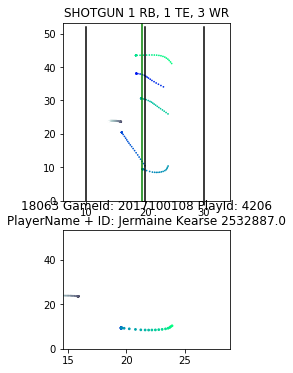 SHOTGUN 1 RB, 1 TE, 3 WR
50
40
30
20
10
0
10 20 30
18063 GameId: 2017100108 PlayId: 4206
PlayerName + ID: Jermaine Kearse 2532887.0
40
20
0
15 20 25